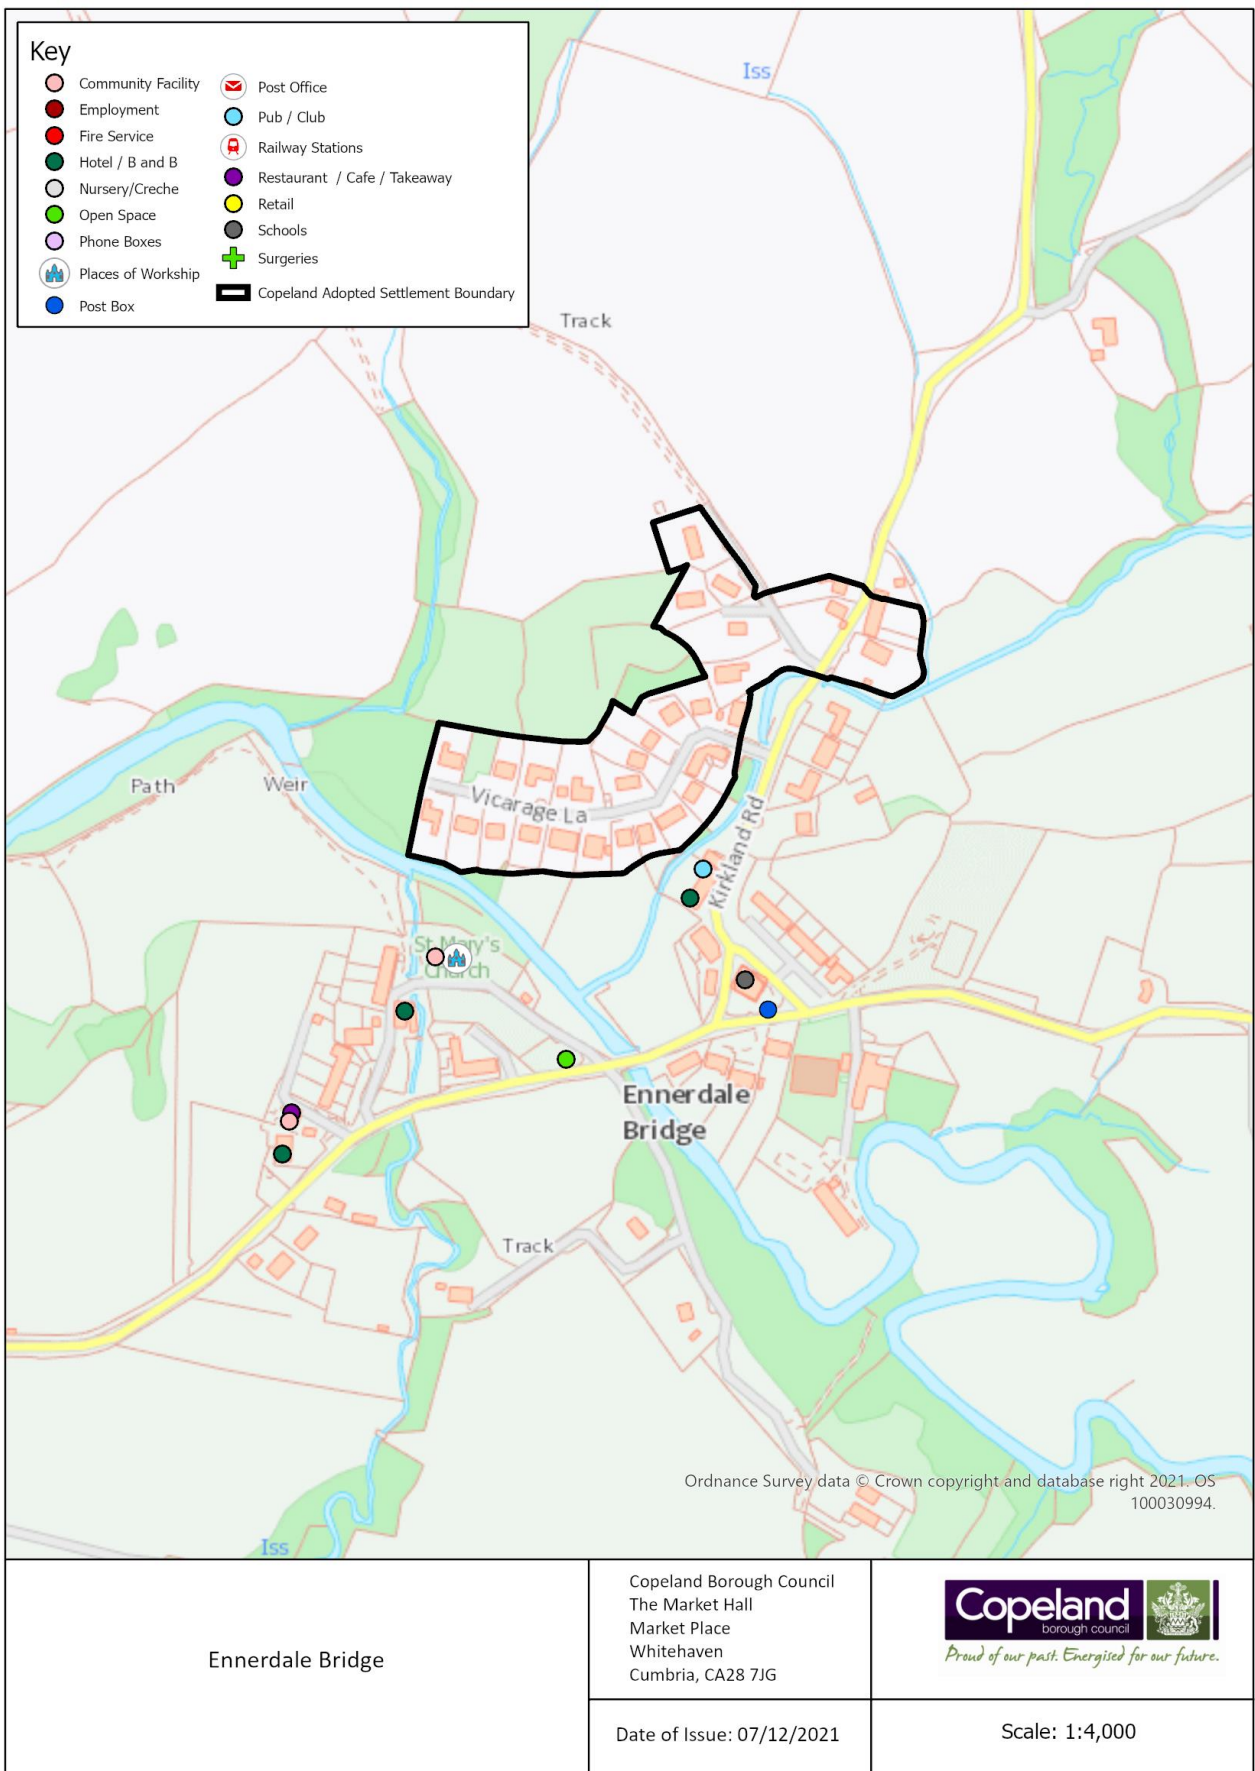 Key
Community Facility
Employment
Fire Service
Hotel / B and B
Nursery/Creche
Open Space
Phone Boxes
Places of Workship
Post Box
Post Office
Pub / Club
Railway Stations
Restaurant / Cafe / Takeaway
Retail
Schools
Surgeries
Copeland Adopted Settlement Boundary
Iss
Track
Path
Weir
Vicarage La
Kirkland Rd
St Mary's
Church
Ennerdale
Bridge
Track
Iss
Ordnance Survey data © Crown copyright and database right 2021. OS
100030994.
Ennerdale Bridge
Copeland Borough Council
The Market Hall
Market Place
Whitehaven
Cumbria, CA28 7JG
Date of Issue: 07/12/2021
Copeland
borough council
Proud of our past. Energised for our future.
Scale: 1:4,000